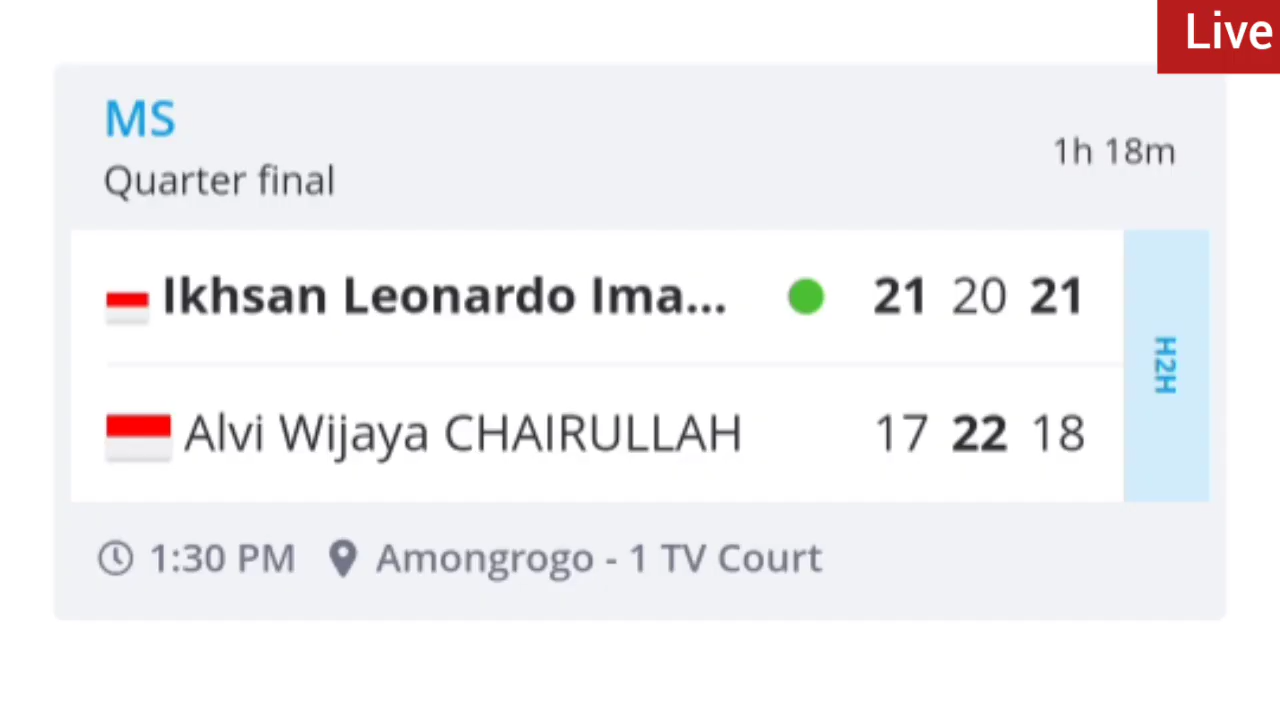 Live
MS
Quarter final
1h 18m
Ikhsan Leonardo Ima... 21 20 21
H2H
Alvi Wijaya CHAIRULLAH 17 22 18
1:30 PM Amongrogo - 1 TV Court